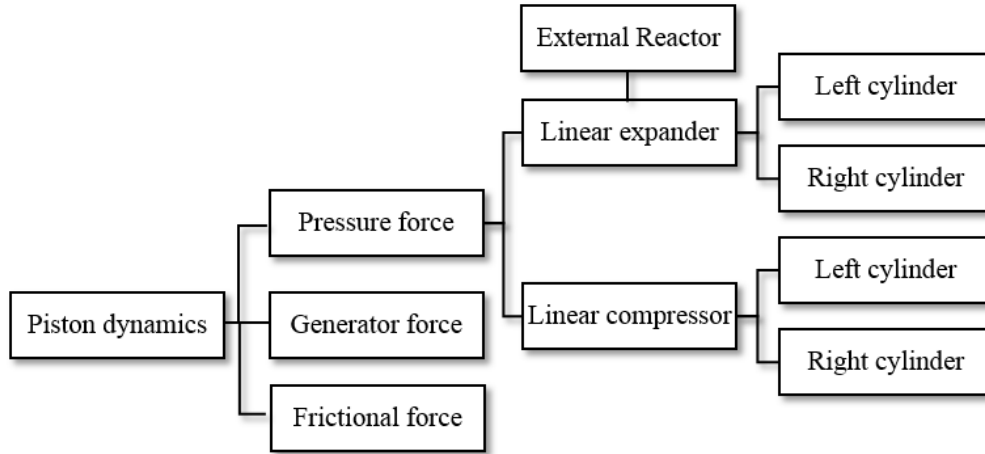 External Reactor
Left cylinder
Linear expander
Right cylinder
Pressure force
Left cylinder
Piston dynamics
Generator force
Linear compressor
Right cylinder
Frictional force